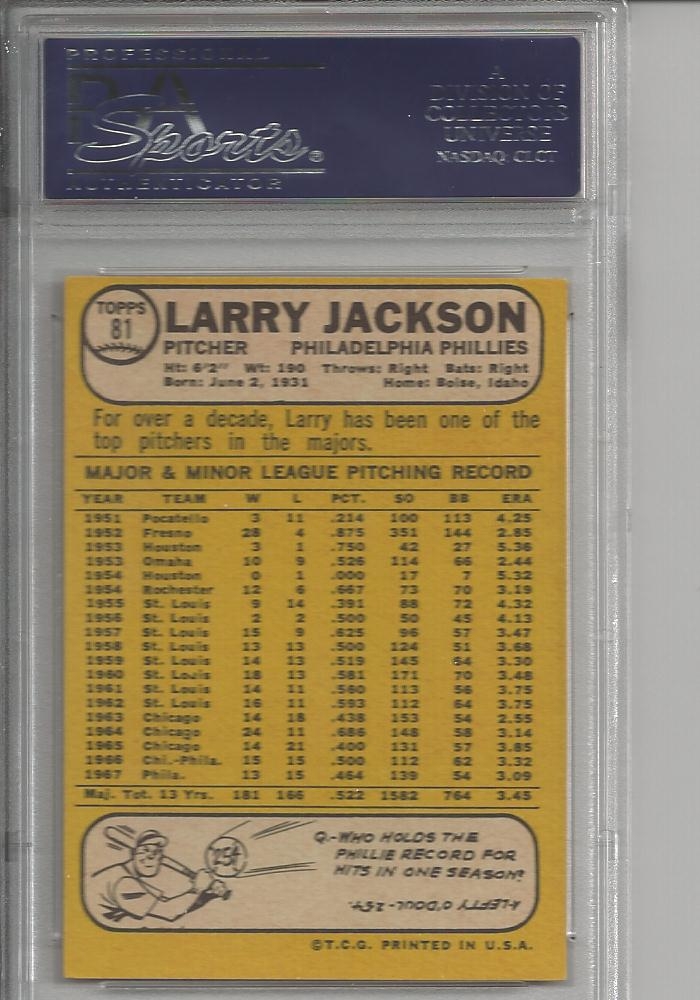 PROFESSIONAL
PSA
Sports®
AUTHENTICATOR
A
DIVISION OF
COLLECTORS
UNIVERSE
NASDAQ: CLCT
TOPPS
81
LARRY JACKSON
PITCHER PHILADELPHIA PHILLIES
Ht: 6'2" Wt: 190 Throws: Right Bats: Right
Born: June 2, 1931 Home: Boise, Idaho
For over a decade, Larry has been one of the
top pitchers in the majors.
MAJOR & MINOR LEAGUE PITCHING RECORD
YEAR TEAM W L PCT. SO BB ERA
1951 Pocatello 3 11 .214 100 113 4.25
1952 Fresno 28 4 .875 351 144 2.85
1953 Houston 3 1 .750 42 27 5.36
1953 Omaha 10 9 .526 114 66 2.44
1954 Houston 0 1 .000 17 7 5.32
1954 Rochester 12 6 .667 73 70 3.19
1955 St. Louis 9 14 .391 88 72 4.32
1956 St. Louis 2 2 .500 50 45 4.13
1957 St. Louis 15 9 .625 96 57 3.47
1958 St. Louis 13 13 .500 124 51 3.68
1959 St. Louis 14 13 .519 145 64 3.30
1960 St. Louis 18 13 .581 171 70 3.48
1961 St. Louis 14 11 .560 113 56 3.75
1962 St. Louis 16 11 .593 112 64 3.75
1963 Chicago 14 18 .438 153 54 2.55
1964 Chicago 24 11 .686 148 58 3.14
1965 Chicago 14 21 .400 131 57 3.85
1966 Chi.-Phila. 15 15 .500 112 62 3.32
1967 Phila. 13 15 .464 139 54 3.09
Maj. Tot. 13 Yrs. 181 166 .522 1582 764 3.45
254
Q.-WHO HOLDS THE
PHILLIE RECORD FOR
HITS IN ONE SEASON?
A-LEFTY O'DOUL-254.
©T.C.G. PRINTED IN U.S.A.